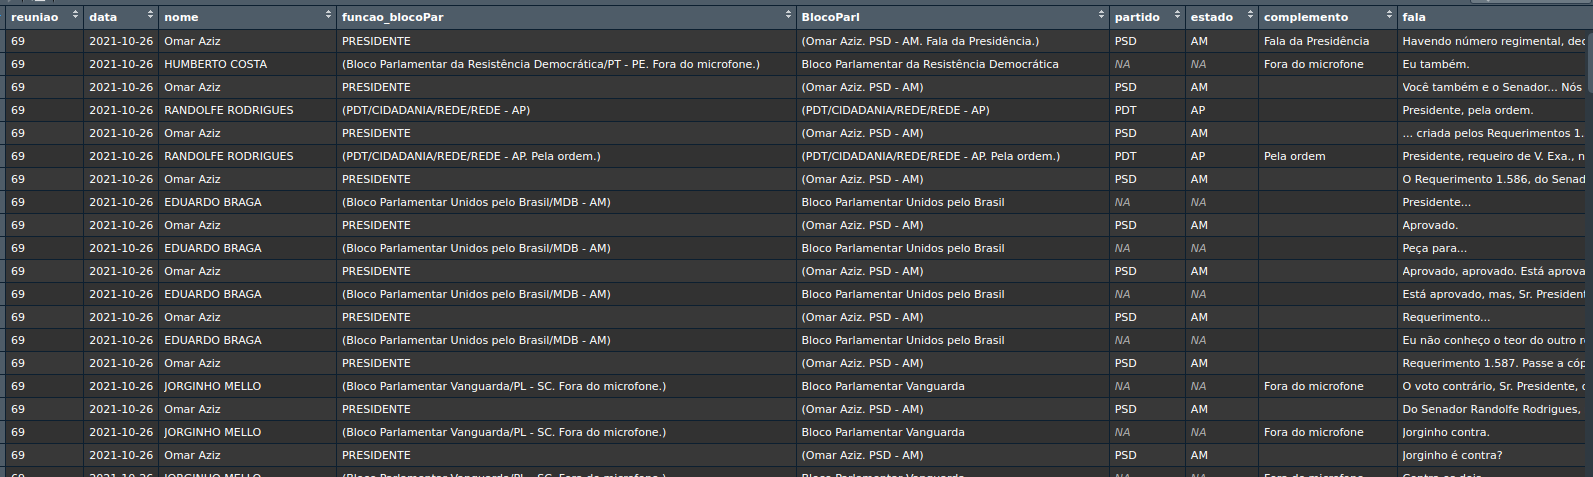 reuniao data nome funcao_blocoPar BlocoParl partido estado complemento fala
69 2021-10-26 Omar Aziz PRESIDENTE (Omar Aziz. PSD - AM. Fala da Presidência.) PSD AM Fala da Presidência Havendo número regimental,
69 2021-10-26 HUMBERTO COSTA (Bloco Parlamentar da Resistência Democrática/PT - PE. Fora do microfone.) Bloco Parlamentar da Resistência Democrática NA NA Fora do microfone Eu também.
69 2021-10-26 Omar Aziz PRESIDENTE (Omar Aziz. PSD - AM) PSD AM Você também e o Senador... Nós
69 2021-10-26 RANDOLFE RODRIGUES (PDT/CIDADANIA/REDE/REDE - AP) (PDT/CIDADANIA/REDE/REDE - AP) PDT AP Presidente, pela ordem.
69 2021-10-26 Omar Aziz PRESIDENTE (Omar Aziz. PSD - AM) PSD AM ... criada pelos Requerimentos 1.
69 2021-10-26 RANDOLFE RODRIGUES (PDT/CIDADANIA/REDE/REDE - AP. Pela ordem.) (PDT/CIDADANIA/REDE/REDE - AP. Pela ordem.) PDT AP Pela ordem Presidente, requeiro de V. Exa., n
69 2021-10-26 Omar Aziz PRESIDENTE (Omar Aziz. PSD - AM) PSD AM O Requerimento 1.586, do Senad
69 2021-10-26 EDUARDO BRAGA (Bloco Parlamentar Unidos pelo Brasil/MDB - AM) Bloco Parlamentar Unidos pelo Brasil NA NA Presidente...
69 2021-10-26 Omar Aziz PRESIDENTE (Omar Aziz. PSD - AM) PSD AM Aprovado.
69 2021-10-26 EDUARDO BRAGA (Bloco Parlamentar Unidos pelo Brasil/MDB - AM) Bloco Parlamentar Unidos pelo Brasil NA NA Peça para...
69 2021-10-26 Omar Aziz PRESIDENTE (Omar Aziz. PSD - AM) PSD AM Aprovado, aprovado. Está aprova
69 2021-10-26 EDUARDO BRAGA (Bloco Parlamentar Unidos pelo Brasil/MDB - AM) Bloco Parlamentar Unidos pelo Brasil NA NA Está aprovado, mas, Sr. President
69 2021-10-26 Omar Aziz PRESIDENTE (Omar Aziz. PSD - AM) PSD AM Requerimento...
69 2021-10-26 EDUARDO BRAGA (Bloco Parlamentar Unidos pelo Brasil/MDB - AM) Bloco Parlamentar Unidos pelo Brasil NA NA Eu não conheço o teor do outro
69 2021-10-26 Omar Aziz PRESIDENTE (Omar Aziz. PSD - AM) PSD AM Requerimento 1.587. Passe a cóp
69 2021-10-26 JORGINHO MELLO (Bloco Parlamentar Vanguarda/PL - SC. Fora do microfone.) Bloco Parlamentar Vanguarda NA NA Fora do microfone O voto contrário, Sr. Presidente,
69 2021-10-26 Omar Aziz PRESIDENTE (Omar Aziz. PSD - AM) PSD AM Do Senador Randolfe Rodrigues,
69 2021-10-26 JORGINHO MELLO (Bloco Parlamentar Vanguarda/PL - SC. Fora do microfone.) Bloco Parlamentar Vanguarda NA NA Fora do microfone Jorginho contra.
69 2021-10-26 Omar Aziz PRESIDENTE (Omar Aziz. PSD - AM) PSD AM Jorginho é contra?